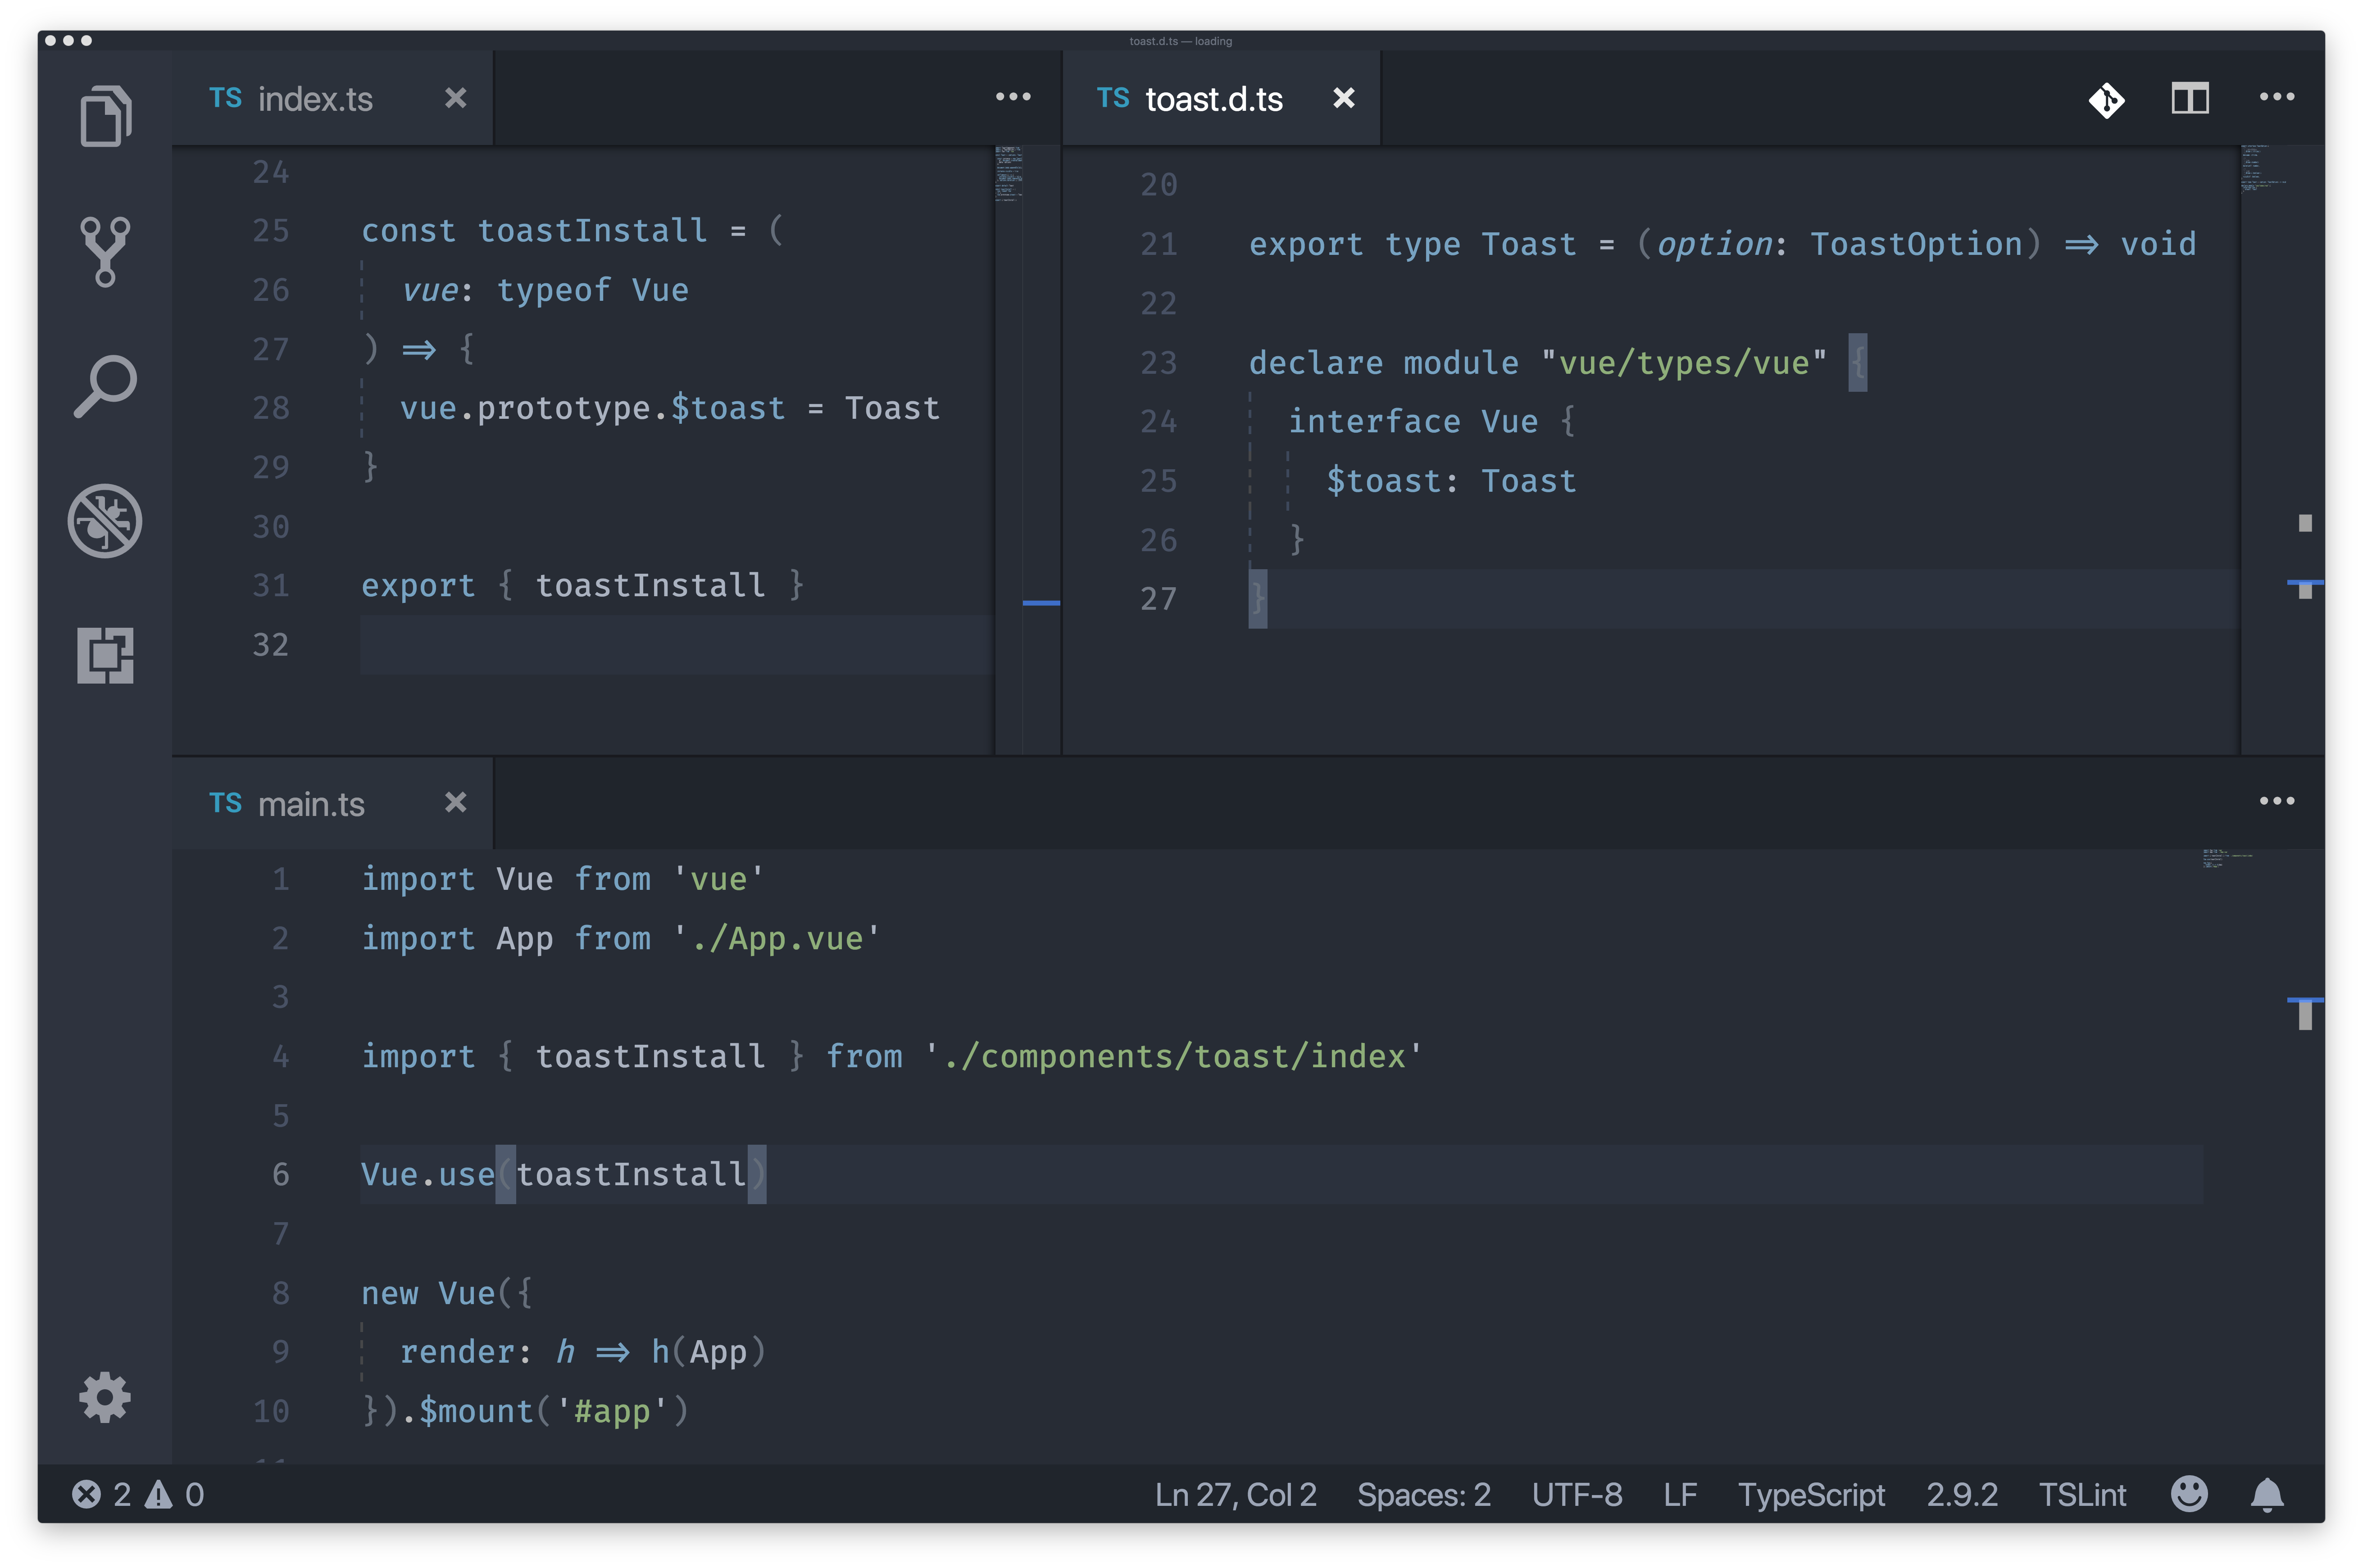 toast.d.ts — loading
TS index.ts
24
25 const toastInstall = (
26   vue: typeof Vue
27 ) => {
28   vue.prototype.$toast = Toast
29 }
30
31 export { toastInstall }
32
TS toast.d.ts
20
21 export type Toast = (option: ToastOption) => void
22
23 declare module "vue/types/vue" {
24   interface Vue {
25     $toast: Toast
26   }
27 }
TS main.ts
1 import Vue from 'vue'
2 import App from './App.vue'
3
4 import { toastInstall } from './components/toast/index'
5
6 Vue.use(toastInstall)
7
8 new Vue({
9   render: h => h(App)
10 }).$mount('#app')
2 0 Ln 27, Col 2 Spaces: 2 UTF-8 LF TypeScript 2.9.2 TSLint